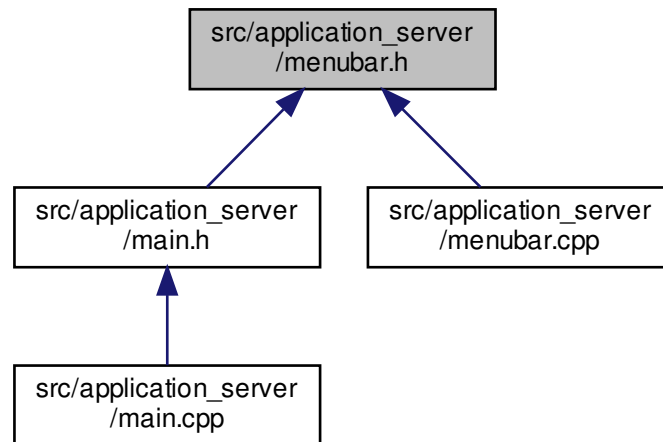 src/application_server
/menubar.h
src/application_server
/main.h
src/application_server
/menubar.cpp
src/application_server
/main.cpp